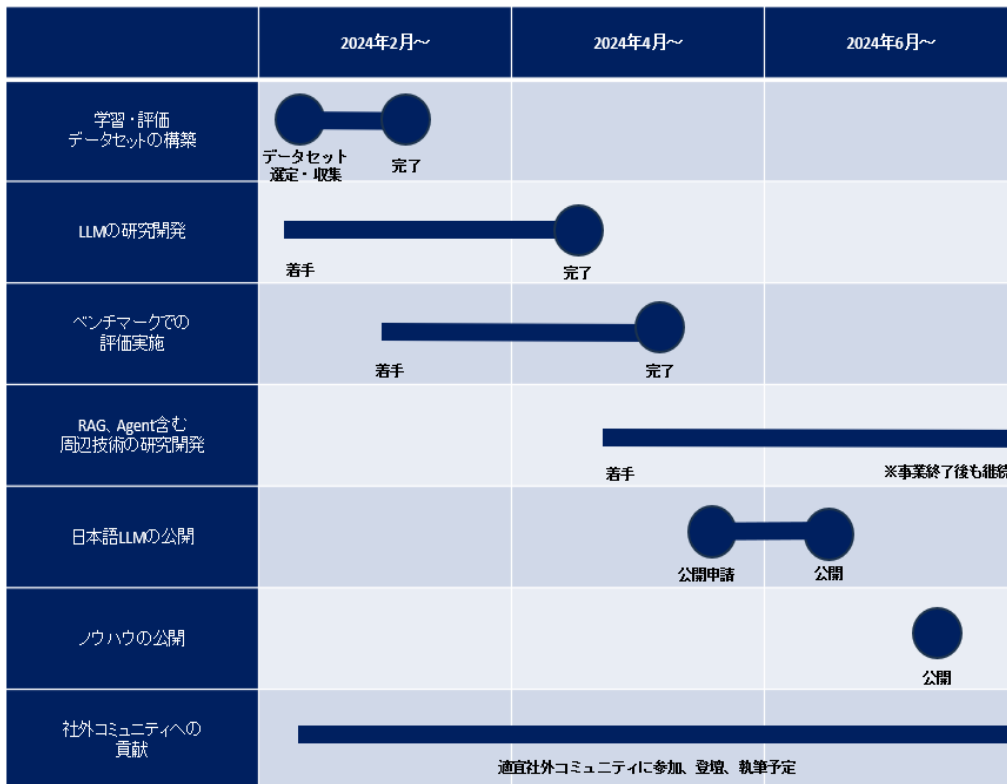 2024年2月～
2024年4月～
2024年6月～
学習・評価
データセットの構築
データセット
選定・収集
完了
LLMの研究開発
着手
完了
ベンチマークでの
評価実施
着手
完了
RAG、Agent含む
周辺技術の研究開発
着手
※事業終了後も継続
日本語LLMの公開
公開申請
公開
ノウハウの公開
公開
社外コミュニティへの
貢献
適宜社外コミュニティに参加、登壇、執筆予定